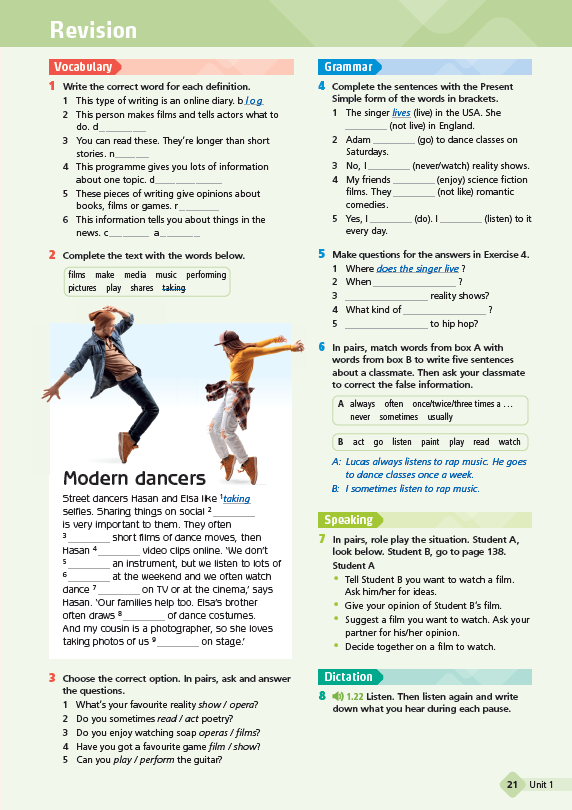 Revision
Vocabulary
1 Write the correct word for each definition.
1 This type of writing is an online diary. b l o g
2 This person makes films and tells actors what to
do. d_________
3 You can read these. They're longer than short
stories. n_______
4 This programme gives you lots of information
about one topic. d_____________
5 These pieces of writing give opinions about
books, films or games. r________
6 This information tells you about things in the
news. c________ a________
2 Complete the text with the words below.
films make media music performing
pictures play shares taking
Modern dancers
Street dancers Hasan and Elsa like 1taking
selfies. Sharing things on social 2 ________
is very important to them. They often
3 ________ short films of dance moves, then
Hasan 4 ________ video clips online. 'We don't
5 ________ an instrument, but we listen to lots of
6 ________ at the weekend and we often watch
dance 7 ________ on TV or at the cinema,' says
Hasan. 'Our families help too. Elsa's brother
often draws 8 ________ of dance costumes.
And my cousin is a photographer, so she loves
taking photos of us 9 ________ on stage.'
3 Choose the correct option. In pairs, ask and answer
the questions.
1 What's your favourite reality show / opera?
2 Do you sometimes read / act poetry?
3 Do you enjoy watching soap operas / films?
4 Have you got a favourite game film / show?
5 Can you play / perform the guitar?
Grammar
4 Complete the sentences with the Present
Simple form of the words in brackets.
1 The singer lives (live) in the USA. She
________ (not live) in England.
2 Adam ________ (go) to dance classes on
Saturdays.
3 No, I ________ (never/watch) reality shows.
4 My friends ________ (enjoy) science fiction
films. They ________ (not like) romantic
comedies.
5 Yes, I ________ (do). I ________ (listen) to it
every day.
5 Make questions for the answers in Exercise 4.
1 Where does the singer live ?
2 When ________________ ?
3 ________________ reality shows?
4 What kind of ________________ ?
5 ________________ to hip hop?
6 In pairs, match words from box A with
words from box B to write five sentences
about a classmate. Then ask your classmate
to correct the false information.
A always often once/twice/three times a …
never sometimes usually
B act go listen paint play read watch
A: Lucas always listens to rap music. He goes
to dance classes once a week.
B: I sometimes listen to rap music.
Speaking
7 In pairs, role play the situation. Student A,
look below. Student B, go to page 138.
Student A
• Tell Student B you want to watch a film.
Ask him/her for ideas.
• Give your opinion of Student B's film.
• Suggest a film you want to watch. Ask your
partner for his/her opinion.
• Decide together on a film to watch.
Dictation
8 1.22 Listen. Then listen again and write
down what you hear during each pause.
21 Unit 1